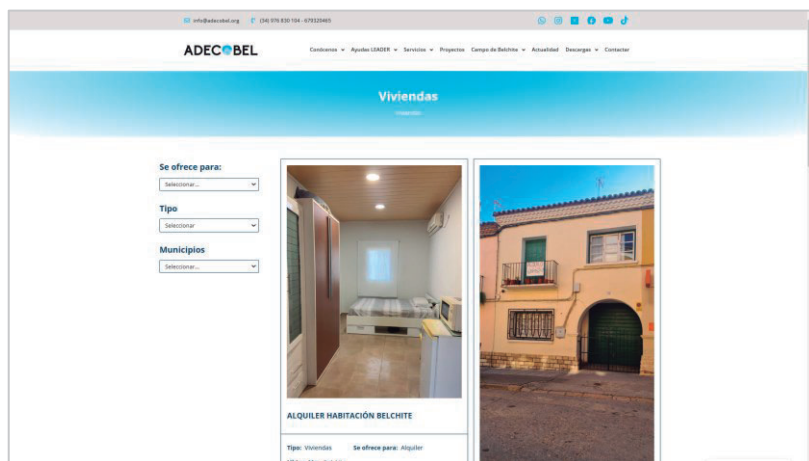 info@adecobel.org (34) 976 830 104 - 679320465
ADECOBEL
Conócenos Ayudas LEADER Servicios Proyectos Campo de Belchite Actualidad Descargas Contactar
Viviendas
Se ofrece para:
Seleccionar...
Tipo
Seleccionar
Municipios
Seleccionar...
ALQUILER HABITACIÓN BELCHITE
Tipo: Viviendas Se ofrece para: Alquiler